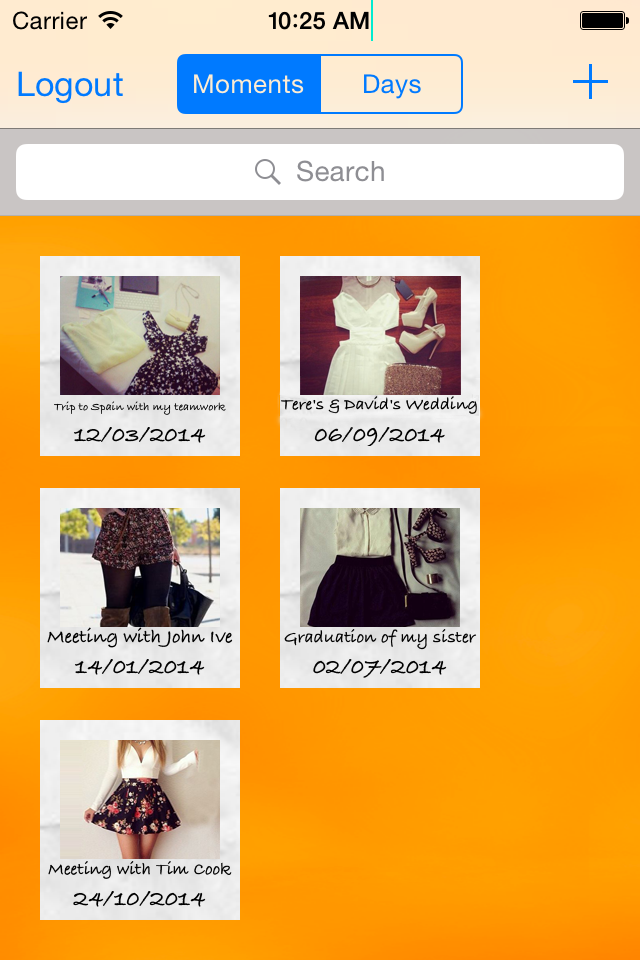 Carrier 10:25 AM
Logout Moments Days
Search
Trip to Spain with my teamwork
12/03/2014
Tere's & David's Wedding
06/09/2014
Meeting with John Ive
14/01/2014
Graduation of my sister
02/07/2014
Meeting with Tim Cook
24/10/2014